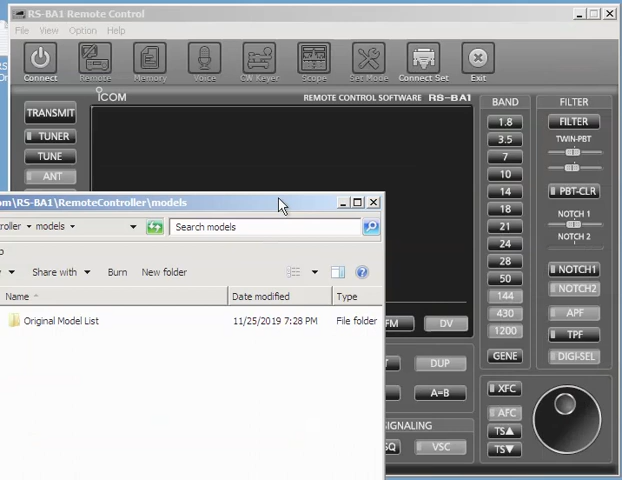 RS-BA1 Remote Control
File View Option Help
Connect Remote Memory Voice CW Keyer Scope Set Mode Connect Set Exit
ICOM REMOTE CONTROL SOFTWARE RS-BA1
TRANSMIT
TUNER
TUNE
ANT
BAND
1.8
3.5
7
10
14
18
21
24
28
50
144
430
1200
GENE
FILTER
FILTER
TWIN-PBT
PBT-CLR
NOTCH 1
NOTCH 2
NOTCH1
NOTCH2
APF
TPF
DIGI-SEL
om\RS-BA1\RemoteController\models
roller models Search models
Share with Burn New folder
Name Date modified Type
Original Model List 11/25/2019 7:28 PM File folder
FM DV
DUP
A=B
SIGNALING
SQ VSC
XFC
AFC
TS▲
TS▼